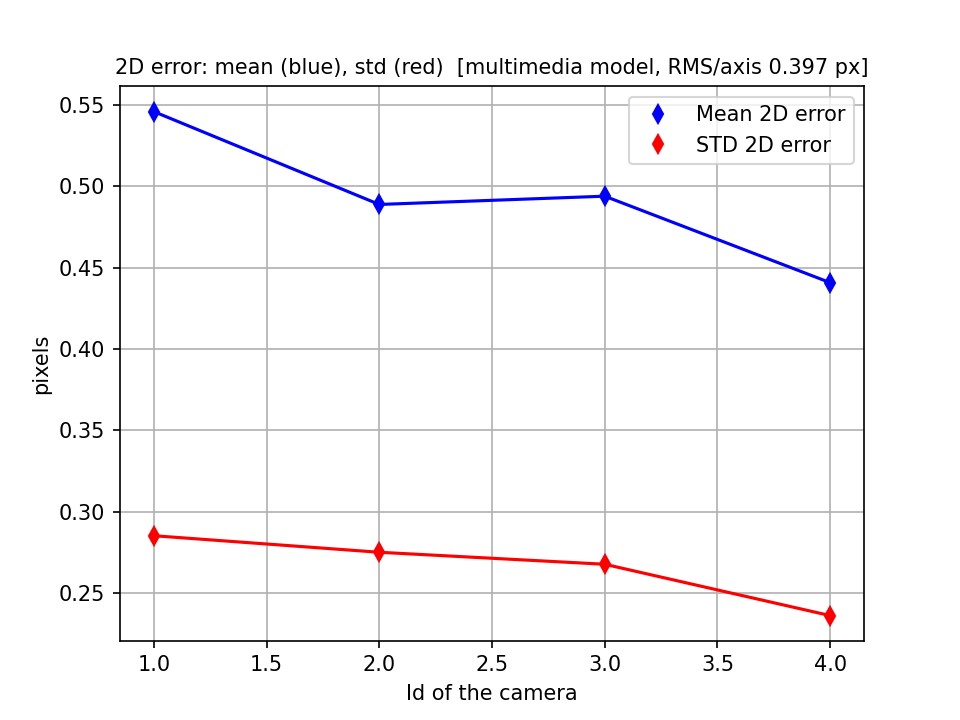 2D error: mean (blue), std (red)  [multimedia model, RMS/axis 0.397 px]
Mean 2D error
STD 2D error
0.55
0.50
0.45
0.40
0.35
0.30
0.25
pixels
1.0 1.5 2.0 2.5 3.0 3.5 4.0
Id of the camera